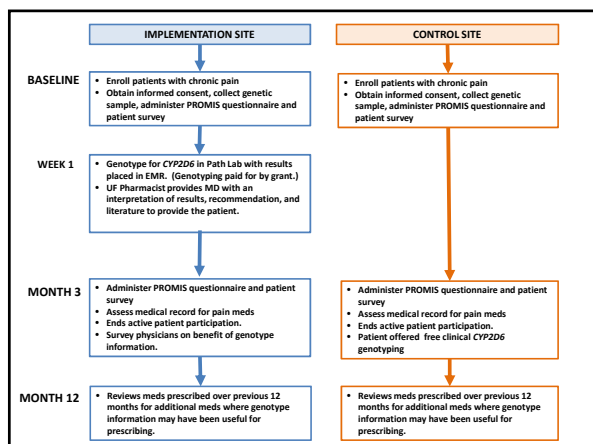 IMPLEMENTATION SITE
CONTROL SITE
BASELINE
• Enroll patients with chronic pain
• Obtain informed consent, collect genetic
sample, administer PROMIS questionnaire and
patient survey
• Enroll patients with chronic pain
• Obtain informed consent, collect genetic
sample, administer PROMIS questionnaire and
patient survey
WEEK 1
• Genotype for CYP2D6 in Path Lab with results
placed in EMR. (Genotyping paid for by grant.)
• UF Pharmacist provides MD with an
interpretation of results, recommendation, and
literature to provide the patient.
MONTH 3
• Administer PROMIS questionnaire and patient
survey
• Assess medical record for pain meds
• Ends active patient participation.
• Survey physicians on benefit of genotype
information.
• Administer PROMIS questionnaire and patient
survey
• Assess medical record for pain meds
• Ends active patient participation.
• Patient offered free clinical CYP2D6
genotyping
MONTH 12
• Reviews meds prescribed over previous 12
months for additional meds where genotype
information may have been useful for
prescribing.
• Reviews meds prescribed over previous 12
months for additional meds where genotype
information may have been useful for
prescribing.